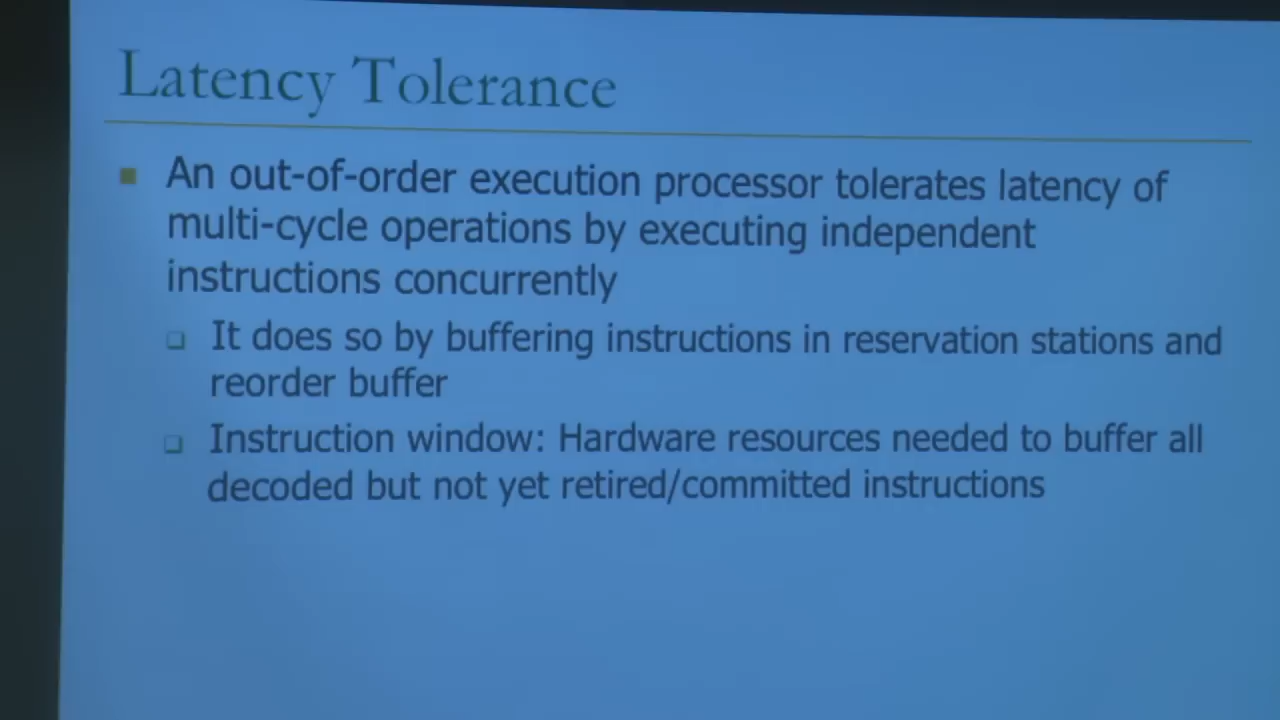 Latency Tolerance
An out-of-order execution processor tolerates latency of
multi-cycle operations by executing independent
instructions concurrently
It does so by buffering instructions in reservation stations and
reorder buffer
Instruction window: Hardware resources needed to buffer all
decoded but not yet retired/committed instructions